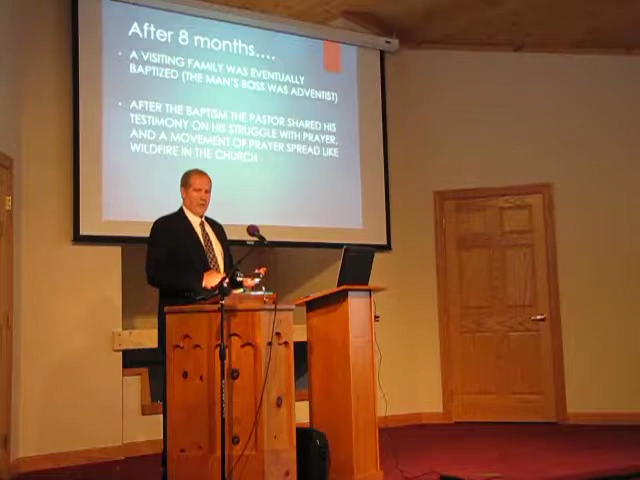 After 8 months....
A VISITING FAMILY WAS EVENTUALLY
BAPTIZED (THE MAN'S BOSS WAS ADVENTIST)
AFTER THE BAPTISM THE PASTOR SHARED HIS
TESTIMONY ON HIS STRUGGLE WITH PRAYER,
AND A MOVEMENT OF PRAYER SPREAD LIKE
WILDFIRE IN THE CHURCH